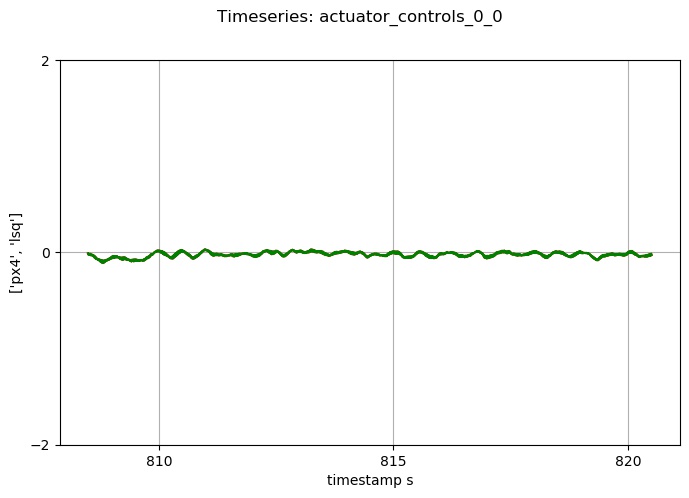 Timeseries: actuator_controls_0_0
2
0
−2
['px4', 'lsq']
810
815
820
timestamp s